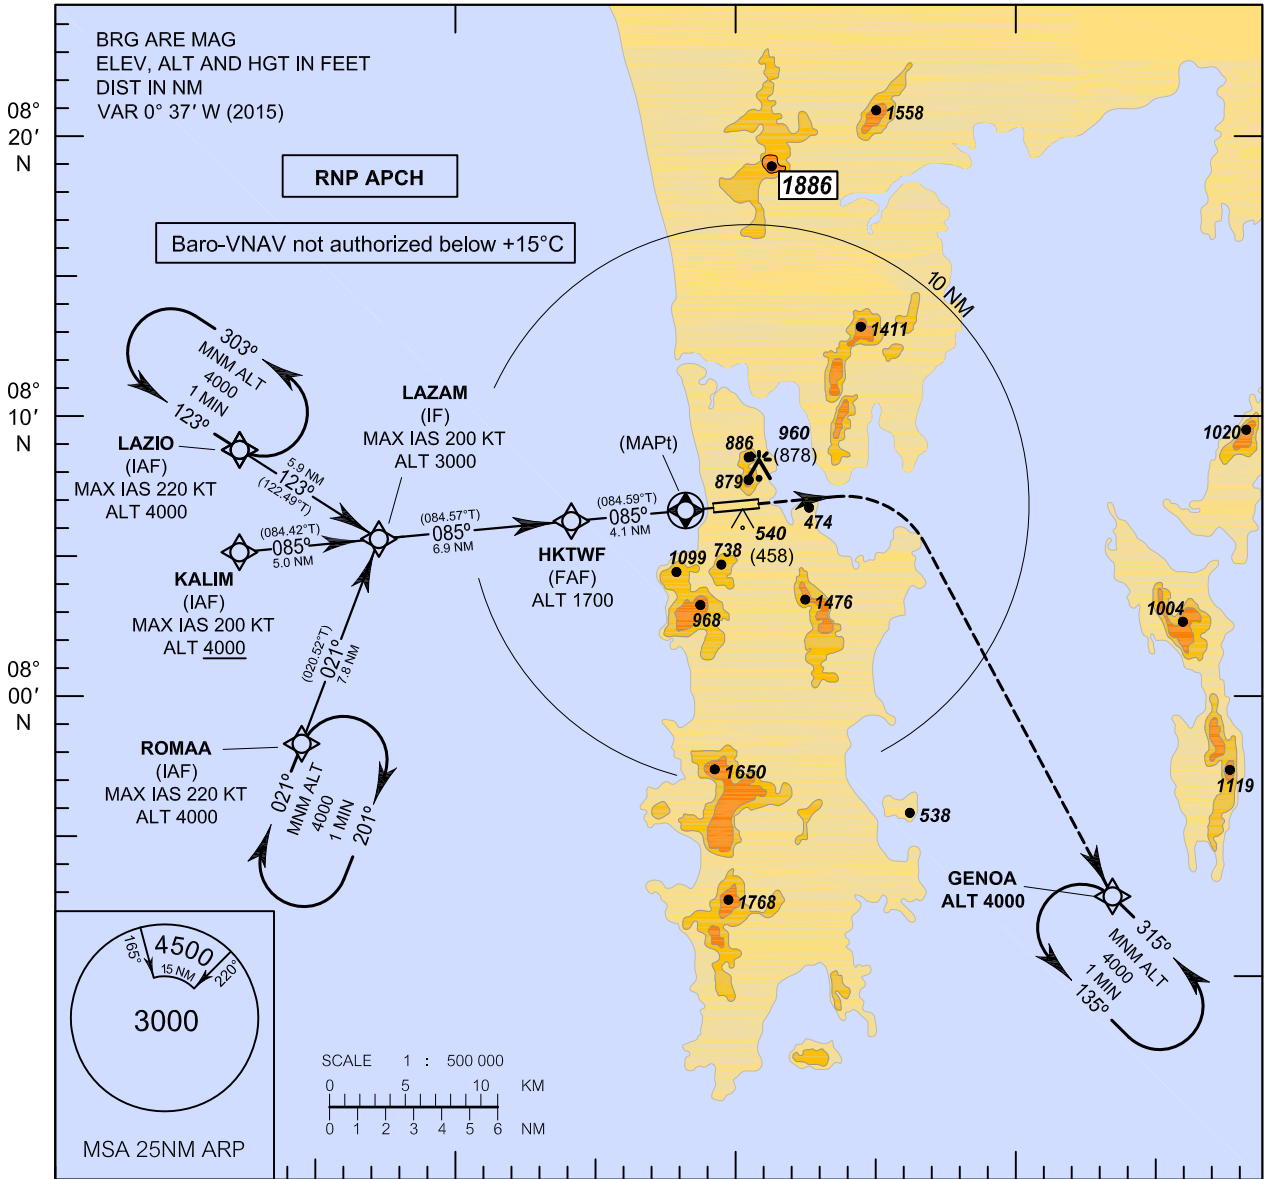 BRG ARE MAG
ELEV, ALT AND HGT IN FEET
DIST IN NM
VAR 0° 37′ W (2015)
08°
20′
N
RNP APCH
Baro-VNAV not authorized below +15°C
1558
1886
10 NM
1411
303°
MNM ALT
4000
1 MIN
123°
08°
10′
N
LAZAM
(IF)
MAX IAS 200 KT
ALT 3000
LAZIO
(IAF)
MAX IAS 220 KT
ALT 4000
5.9 NM
123°
(122.49°T)
(MAPt)
886
960
(878)
879
1020
(084.42°T)
085°
5.0 NM
(084.57°T)
085°
6.9 NM
(084.59°T)
085°
4.1 NM
474
540
(458)
KALIM
(IAF)
MAX IAS 200 KT
ALT 4000
HKTWF
(FAF)
ALT 1700
1099
738
968
1476
1004
(020.52°T)
021°
7.8 NM
08°
00′
N
ROMAA
(IAF)
MAX IAS 220 KT
ALT 4000
021°
MNM ALT
4000
1 MIN
201°
1650
1119
538
GENOA
ALT 4000
1768
315°
MNM ALT
4000
1 MIN
135°
165°
4500
15 NM
220°
3000
MSA 25NM ARP
SCALE 1 : 500 000
0 5 10 KM
0 1 2 3 4 5 6 NM